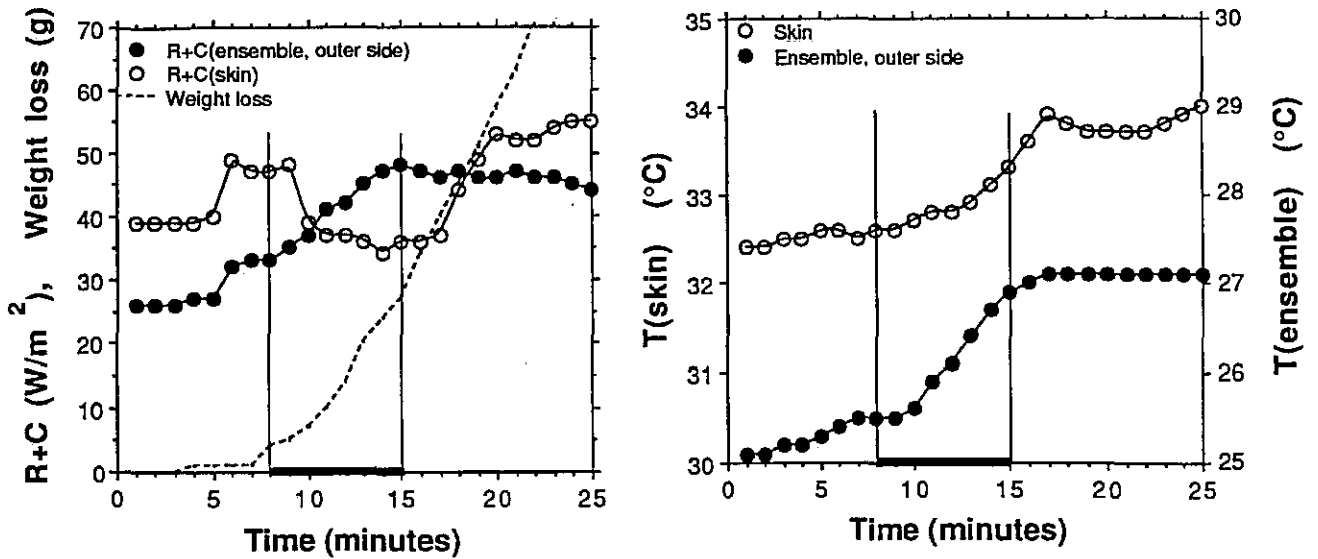 R+C (W/m²), Weight loss (g)
70
60
50
40
30
20
10
0
R+C(ensemble, outer side)
R+C(skin)
Weight loss
0 5 10 15 20 25
Time (minutes)
T(skin) (°C)
35
34
33
32
31
30
Skin
Ensemble, outer side
0 5 10 15 20 25
Time (minutes)
30
29
28
27
26
25
T(ensemble) (°C)